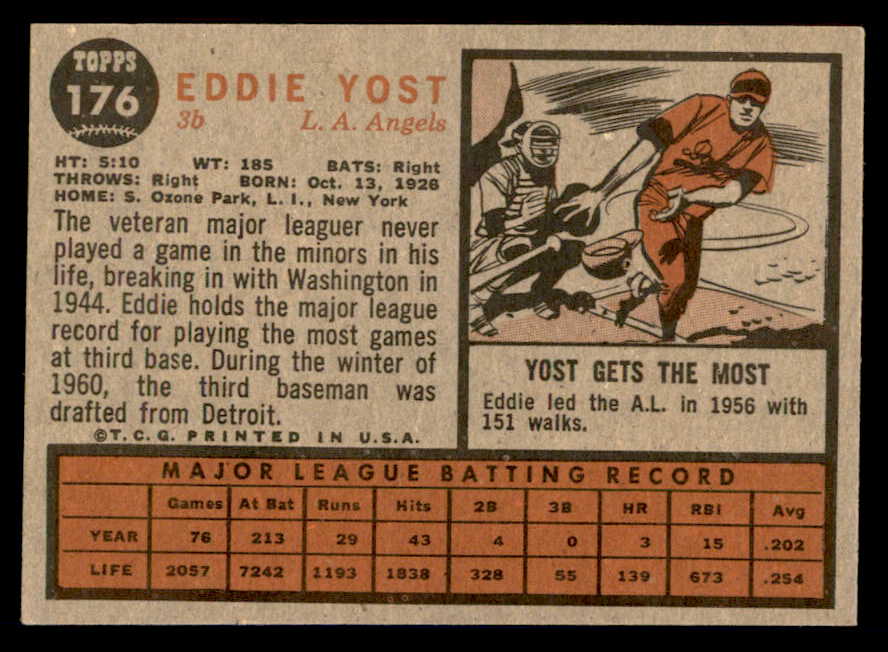 TOPPS
176
EDDIE YOST
3b L. A. Angels
HT: 5:10 WT: 185 BATS: Right
THROWS: Right BORN: Oct. 13, 1926
HOME: S. Ozone Park, L. I., New York
The veteran major leaguer never
played a game in the minors in his
life, breaking in with Washington in
1944. Eddie holds the major league
record for playing the most games
at third base. During the winter of
1960, the third baseman was
drafted from Detroit.
©T.C.G. PRINTED IN U.S.A.
YOST GETS THE MOST
Eddie led the A.L. in 1956 with
151 walks.
MAJOR LEAGUE BATTING RECORD
Games At Bat Runs Hits 2B 3B HR RBI Avg
YEAR 76 213 29 43 4 0 3 15 .202
LIFE 2057 7242 1193 1838 328 55 139 673 .254